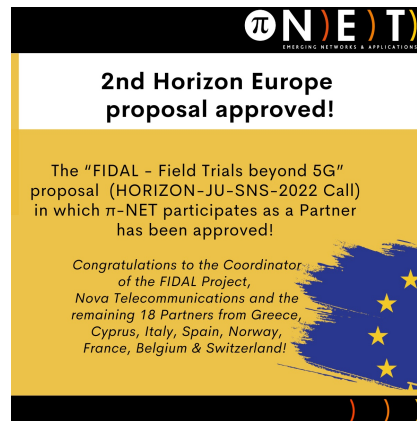 π N ) E ) T )
EMERGING NETWORKS & APPLICATIONS
2nd Horizon Europe
proposal approved!
The “FIDAL - Field Trials beyond 5G”
proposal (HORIZON-JU-SNS-2022 Call)
in which π-NET participates as a Partner
has been approved!
Congratulations to the Coordinator
of the FIDAL Project,
Nova Telecommunications and the
remaining 18 Partners from Greece,
Cyprus, Italy, Spain, Norway,
France, Belgium & Switzerland!